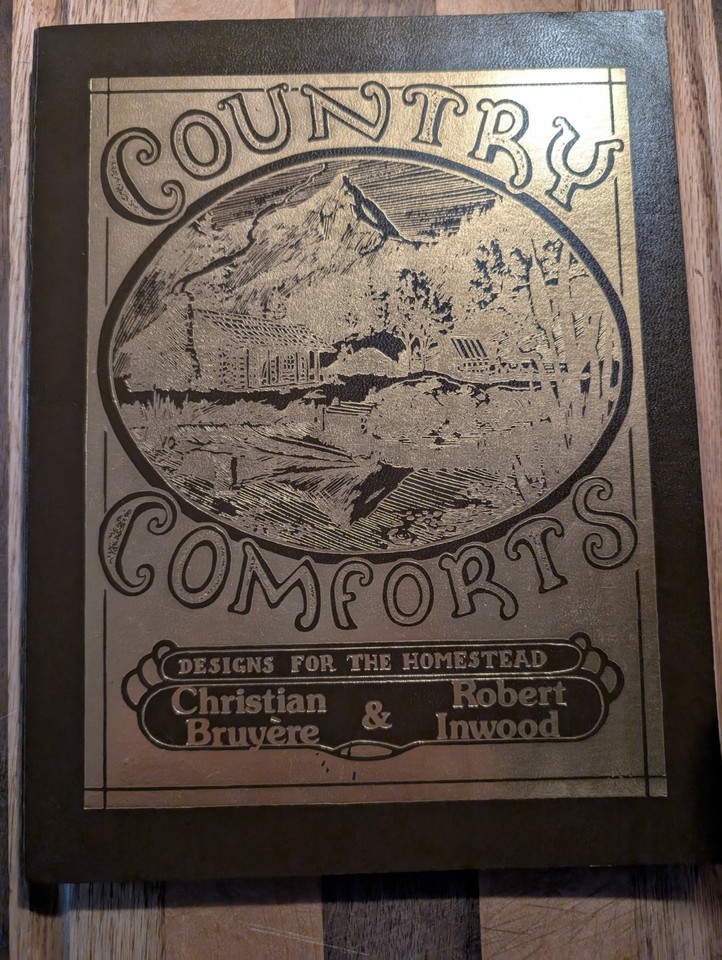 COUNTRY
COMFORTS
DESIGNS FOR THE HOMESTEAD
Christian Bruyère & Robert Inwood